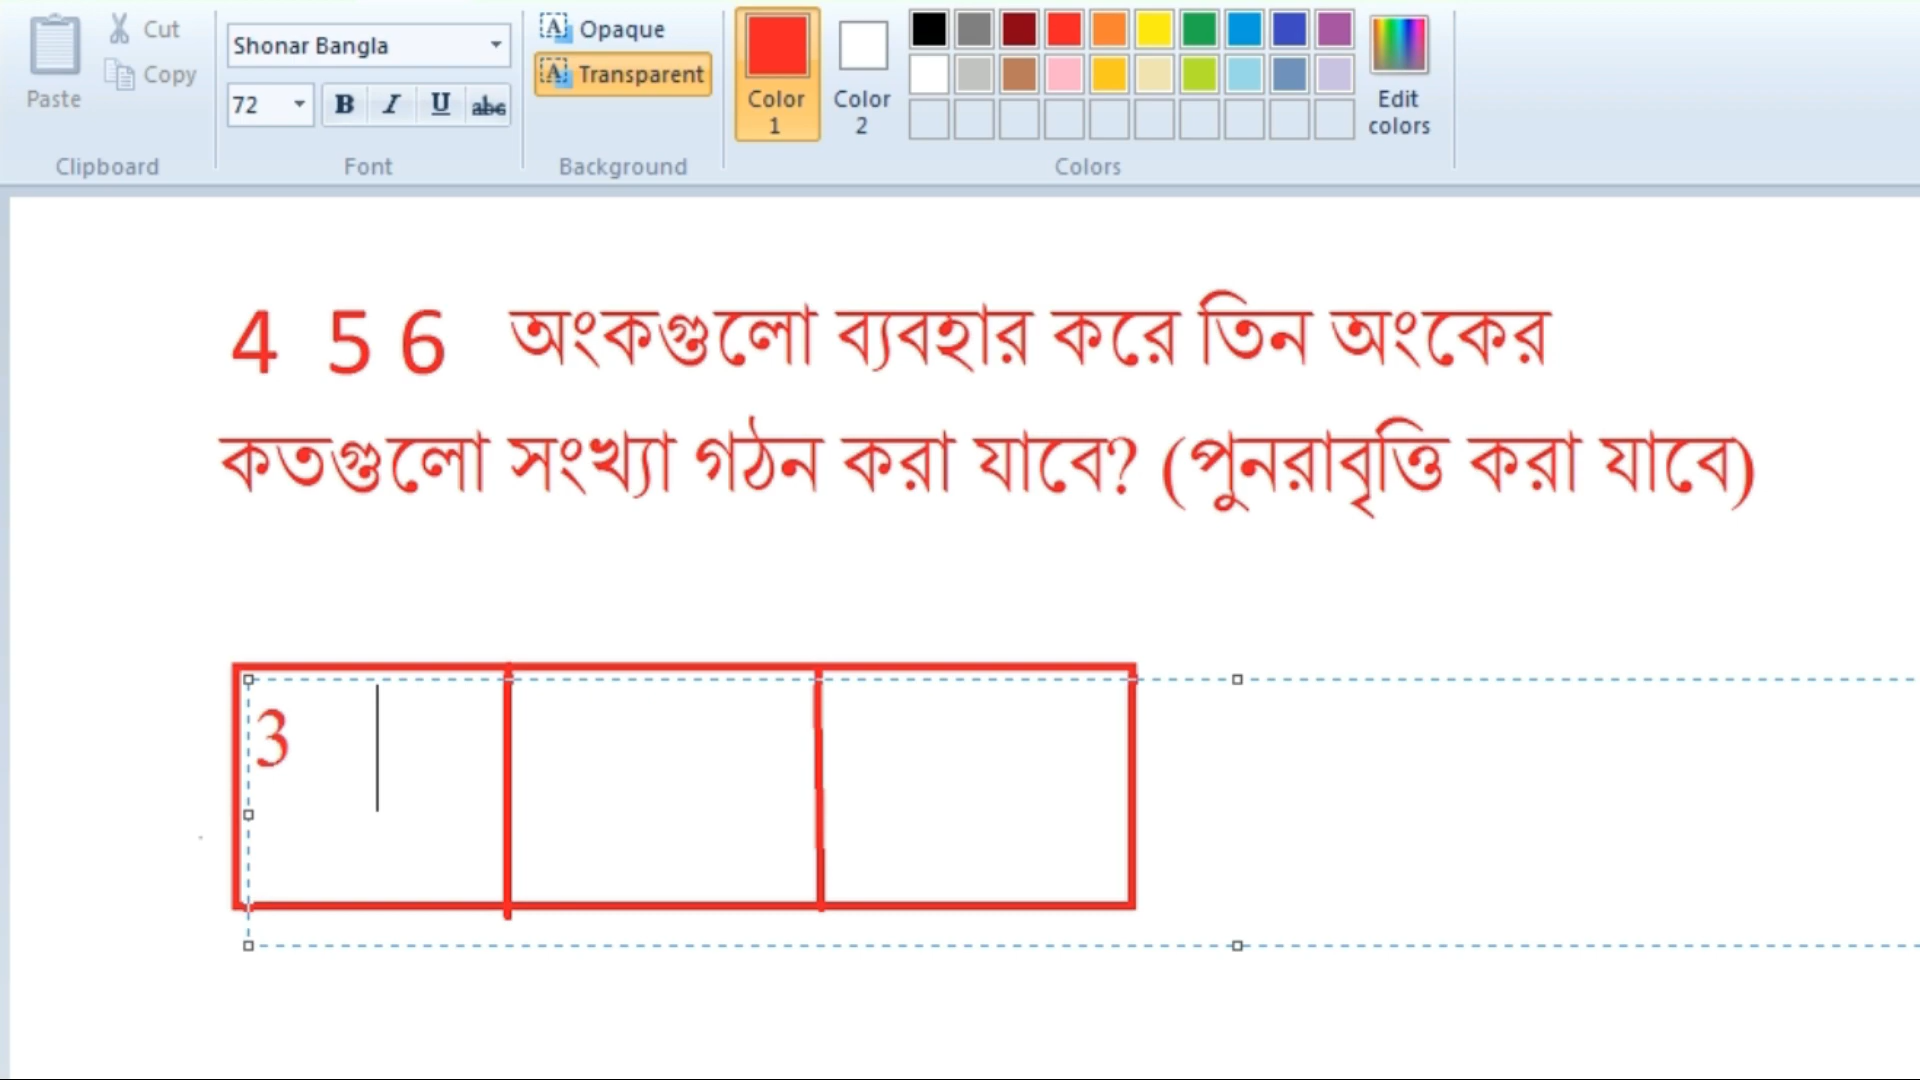 Cut
Copy
Paste
Clipboard
Shonar Bangla
72
B I U abc
Font
Opaque
Transparent
Background
Color 1
Color 2
Edit colors
Colors
4 5 6 অংকগুলো ব্যবহার করে তিন অংকের
কতগুলো সংখ্যা গঠন করা যাবে? (পুনরাবৃত্তি করা যাবে)
3